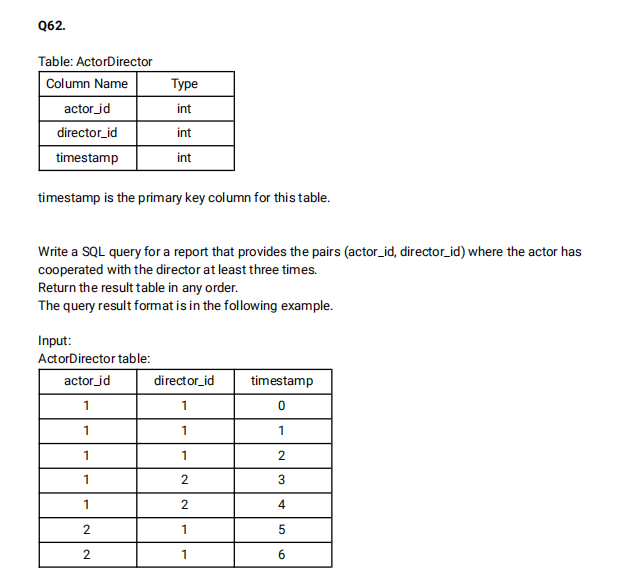 Q62.
Table: ActorDirector
Column Name Type
actor_id int
director_id int
timestamp int
timestamp is the primary key column for this table.
Write a SQL query for a report that provides the pairs (actor_id, director_id) where the actor has
cooperated with the director at least three times.
Return the result table in any order.
The query result format is in the following example.
Input:
ActorDirector table:
actor_id director_id timestamp
1 1 0
1 1 1
1 1 2
1 2 3
1 2 4
2 1 5
2 1 6